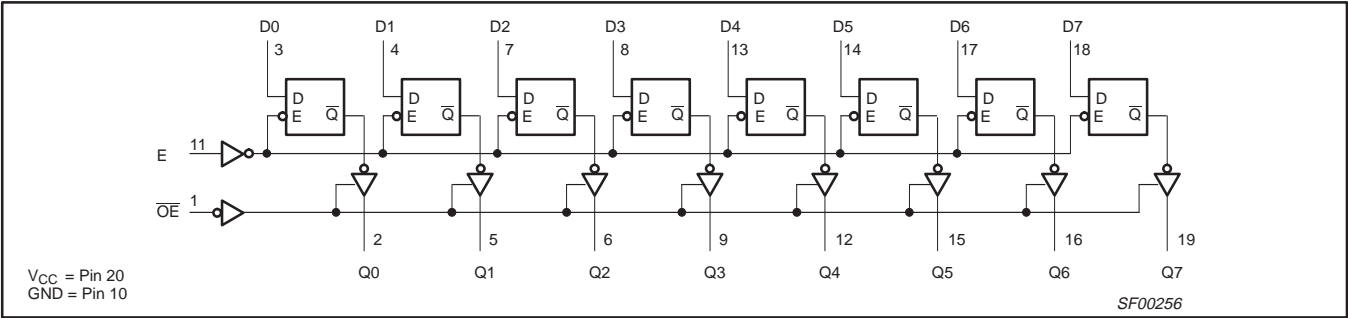 D0 D1 D2 D3 D4 D5 D6 D7
3 4 7 8 13 14 17 18
D D D D D D D D
E Q̅ E Q̅ E Q̅ E Q̅ E Q̅ E Q̅ E Q̅ E Q̅
E 11
O̅E̅ 1
2 5 6 9 12 15 16 19
Q0 Q1 Q2 Q3 Q4 Q5 Q6 Q7
VCC = Pin 20
GND = Pin 10
SF00256